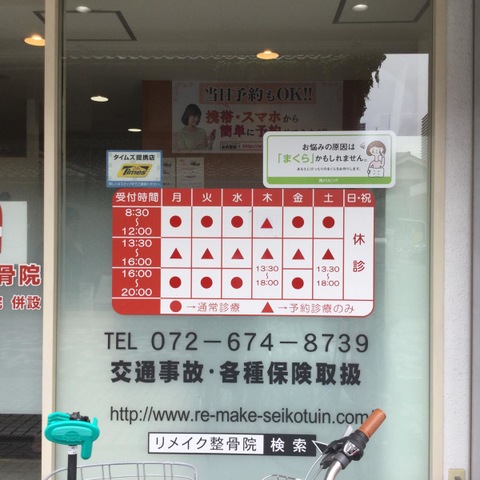 当日予約もOK!!
携帯・スマホから
簡単に予約
タイムズ提携店
Times
お悩みの原因は
「まくら」かもしれません。
受付時間 月 火 水 木 金 土 日・祝
8:30〜12:00 ● ● ● ▲ ● ● 休診
13:30〜16:00 ▲ ▲ ▲ ▲ ▲ ▲
16:00〜20:00 ● ● ● 13:30〜18:00 ● 13:30〜18:00
●→通常診療 ▲→予約診療のみ
骨院
併設
TEL 072-674-8739
交通事故・各種保険取扱
http://www.re-make-seikotuin.com/
リメイク整骨院 検索